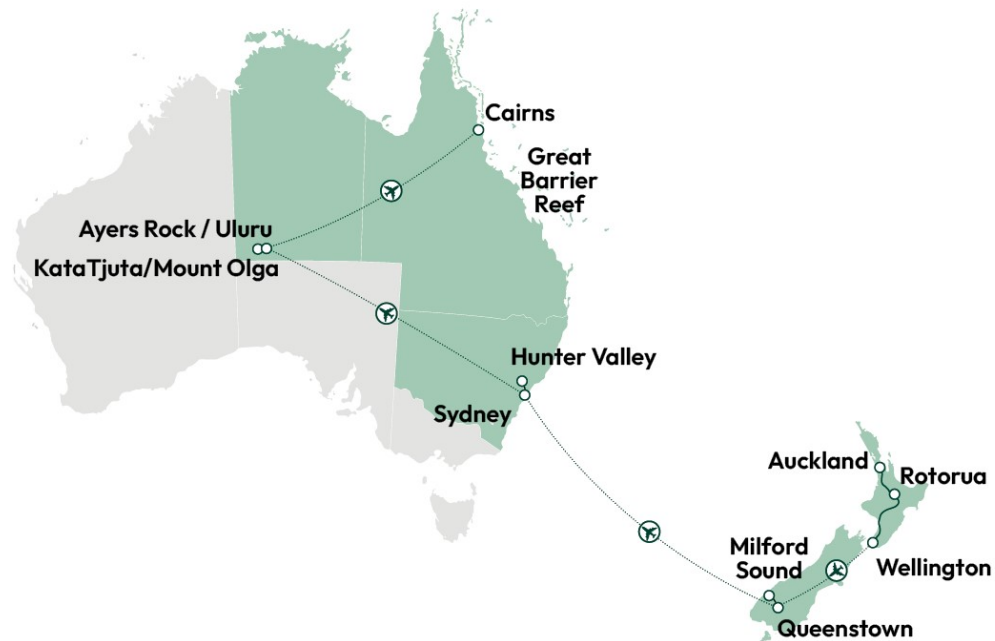 Cairns
Great
Barrier
Reef
Ayers Rock / Uluru
KataTjuta/Mount Olga
Hunter Valley
Sydney
Auckland
Rotorua
Milford
Sound
Wellington
Queenstown